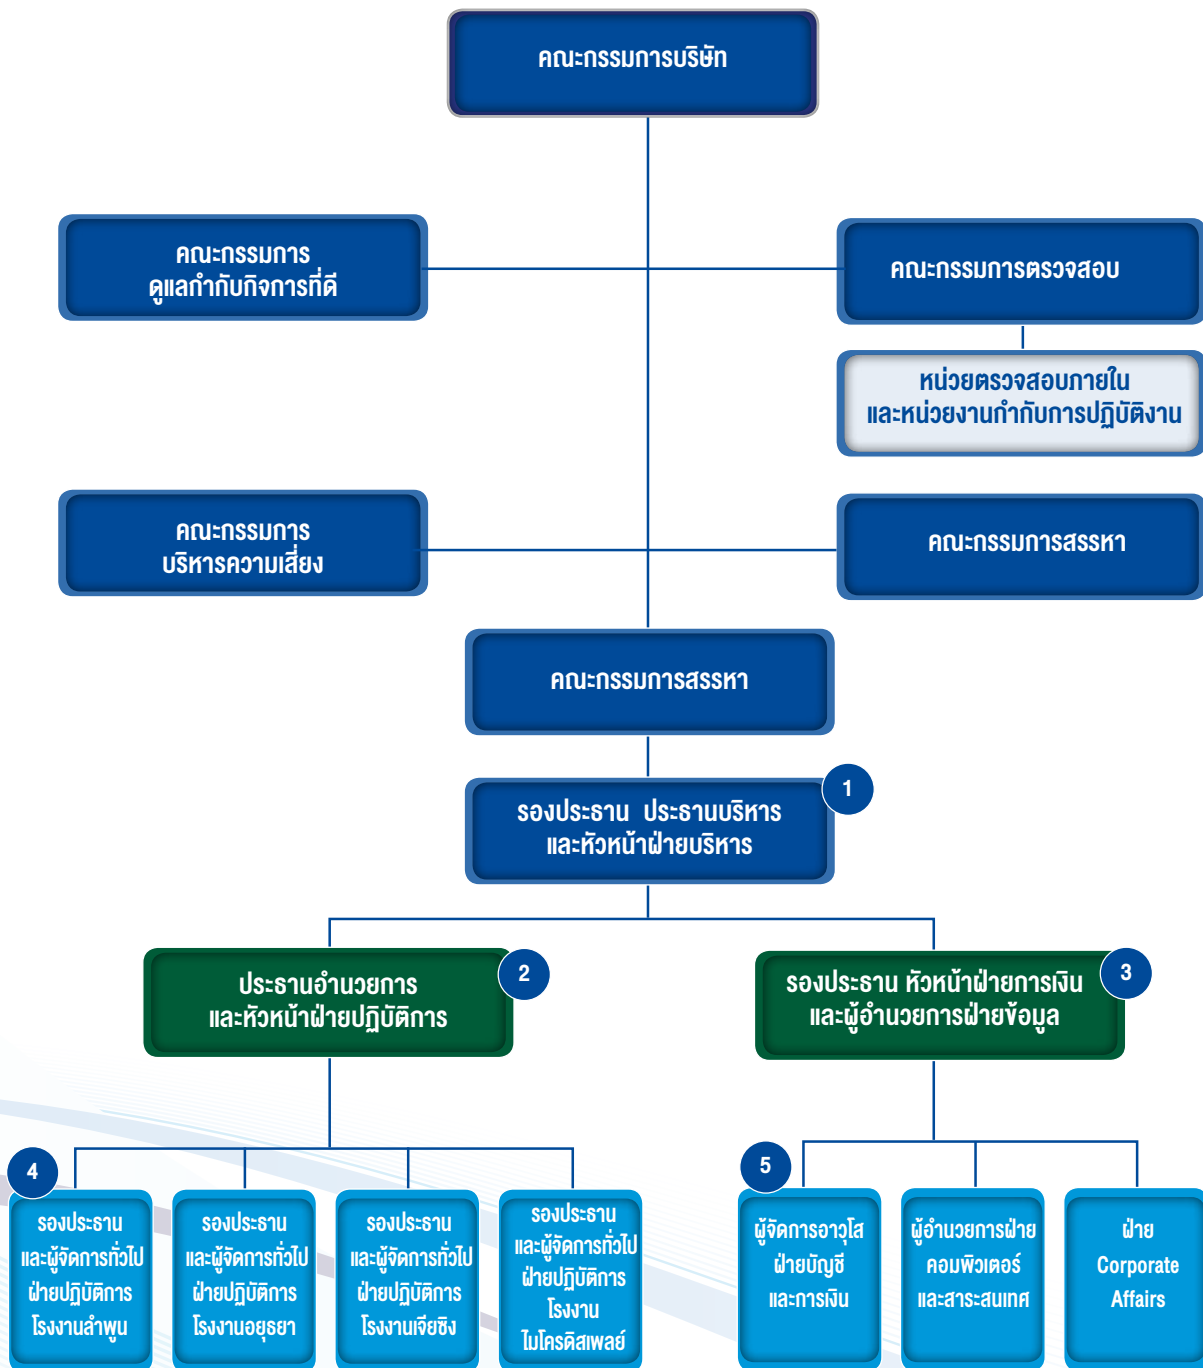 คณะกรรมการบริษัท
คณะกรรมการ
ดูแลกำกับกิจการที่ดี
คณะกรรมการตรวจสอบ
หน่วยตรวจสอบภายใน
และหน่วยงานกำกับการปฏิบัติงาน
คณะกรรมการ
บริหารความเสี่ยง
คณะกรรมการสรรหา
คณะกรรมการสรรหา
1
รองประธาน ประธานบริหาร
และหัวหน้าฝ่ายบริหาร
2
ประธานอำนวยการ
และหัวหน้าฝ่ายปฏิบัติการ
3
รองประธาน หัวหน้าฝ่ายการเงิน
และผู้อำนวยการฝ่ายข้อมูล
4
รองประธาน
และผู้จัดการทั่วไป
ฝ่ายปฏิบัติการ
โรงงานลำพูน
รองประธาน
และผู้จัดการทั่วไป
ฝ่ายปฏิบัติการ
โรงงานอยุธยา
รองประธาน
และผู้จัดการทั่วไป
ฝ่ายปฏิบัติการ
โรงงานเจียซิง
รองประธาน
และผู้จัดการทั่วไป
ฝ่ายปฏิบัติการ
โรงงาน
ไมโครดิสเพลย์
5
ผู้จัดการอาวุโส
ฝ่ายบัญชี
และการเงิน
ผู้อำนวยการฝ่าย
คอมพิวเตอร์
และสาระสนเทศ
ฝ่าย
Corporate
Affairs